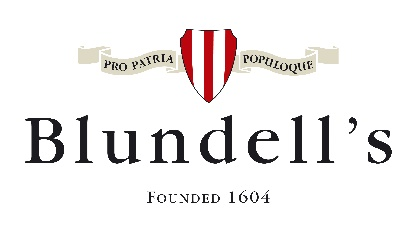 PRO PATRIA POPULOQUE
Blundell's
FOUNDED 1604